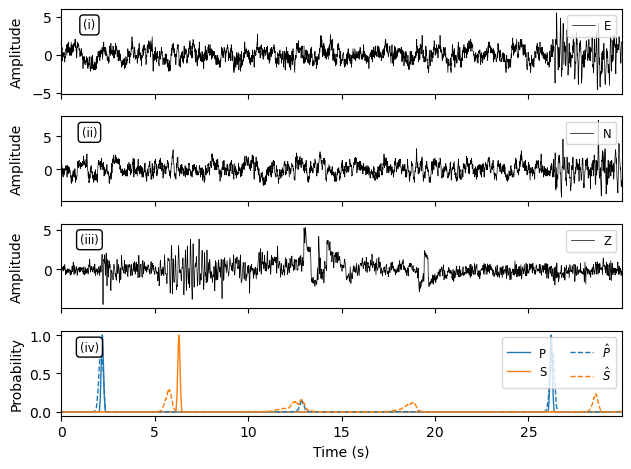 (i)
E
Amplitude
5
0
−5
(ii)
N
Amplitude
5
0
(iii)
Z
Amplitude
5
0
(iv)
Probability
1.0
0.5
0.0
P
S
P̂
Ŝ
0 5 10 15 20 25
Time (s)